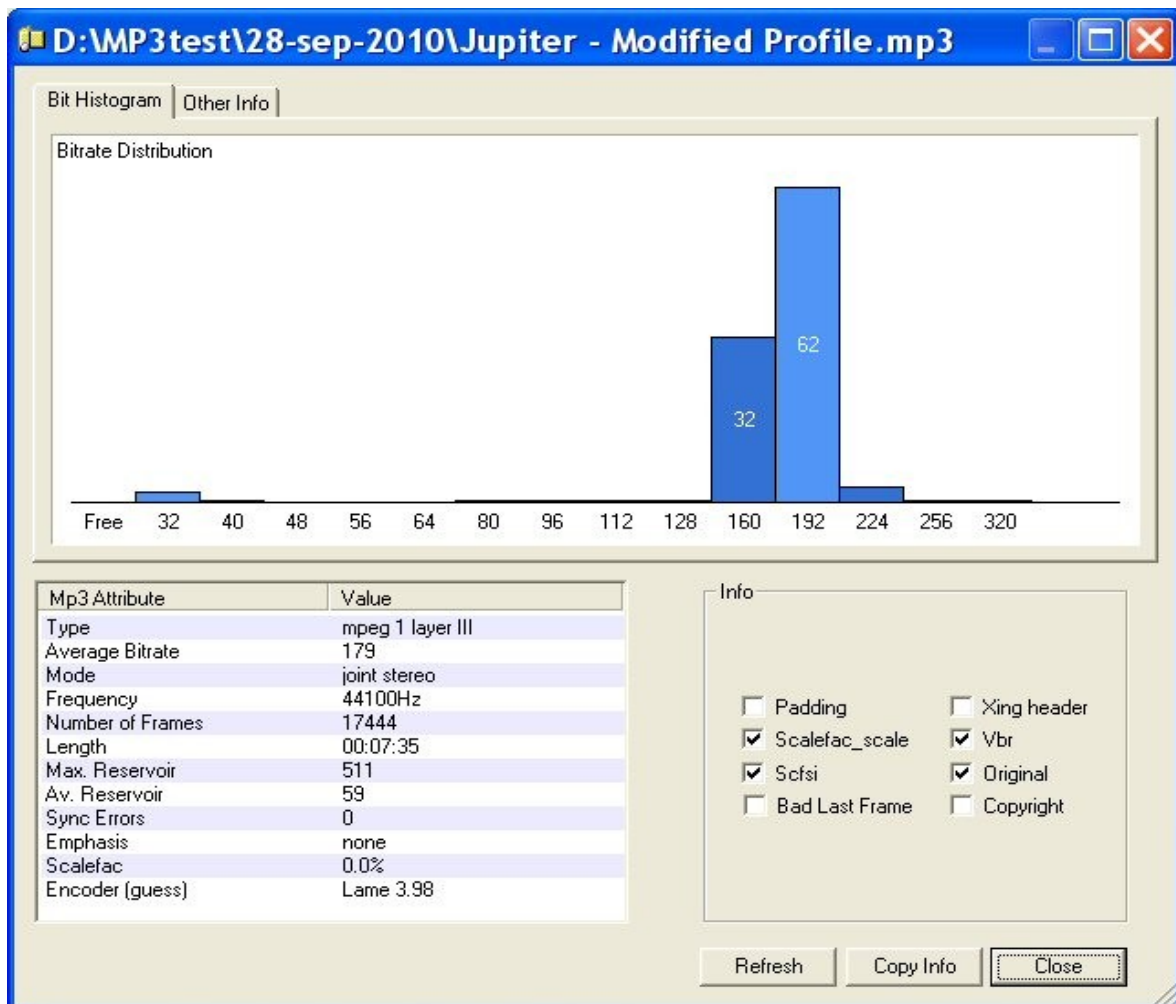 D:\MP3test\28-sep-2010\Jupiter - Modified Profile.mp3
Bit Histogram Other Info
Bitrate Distribution
62
32
Free 32 40 48 56 64 80 96 112 128 160 192 224 256 320
Mp3 Attribute Value
Type mpeg 1 layer III
Average Bitrate 179
Mode joint stereo
Frequency 44100Hz
Number of Frames 17444
Length 00:07:35
Max. Reservoir 511
Av. Reservoir 59
Sync Errors 0
Emphasis none
Scalefac 0.0%
Encoder (guess) Lame 3.98
Info
Padding Xing header
Scalefac_scale Vbr
Scfsi Original
Bad Last Frame Copyright
Refresh Copy Info Close